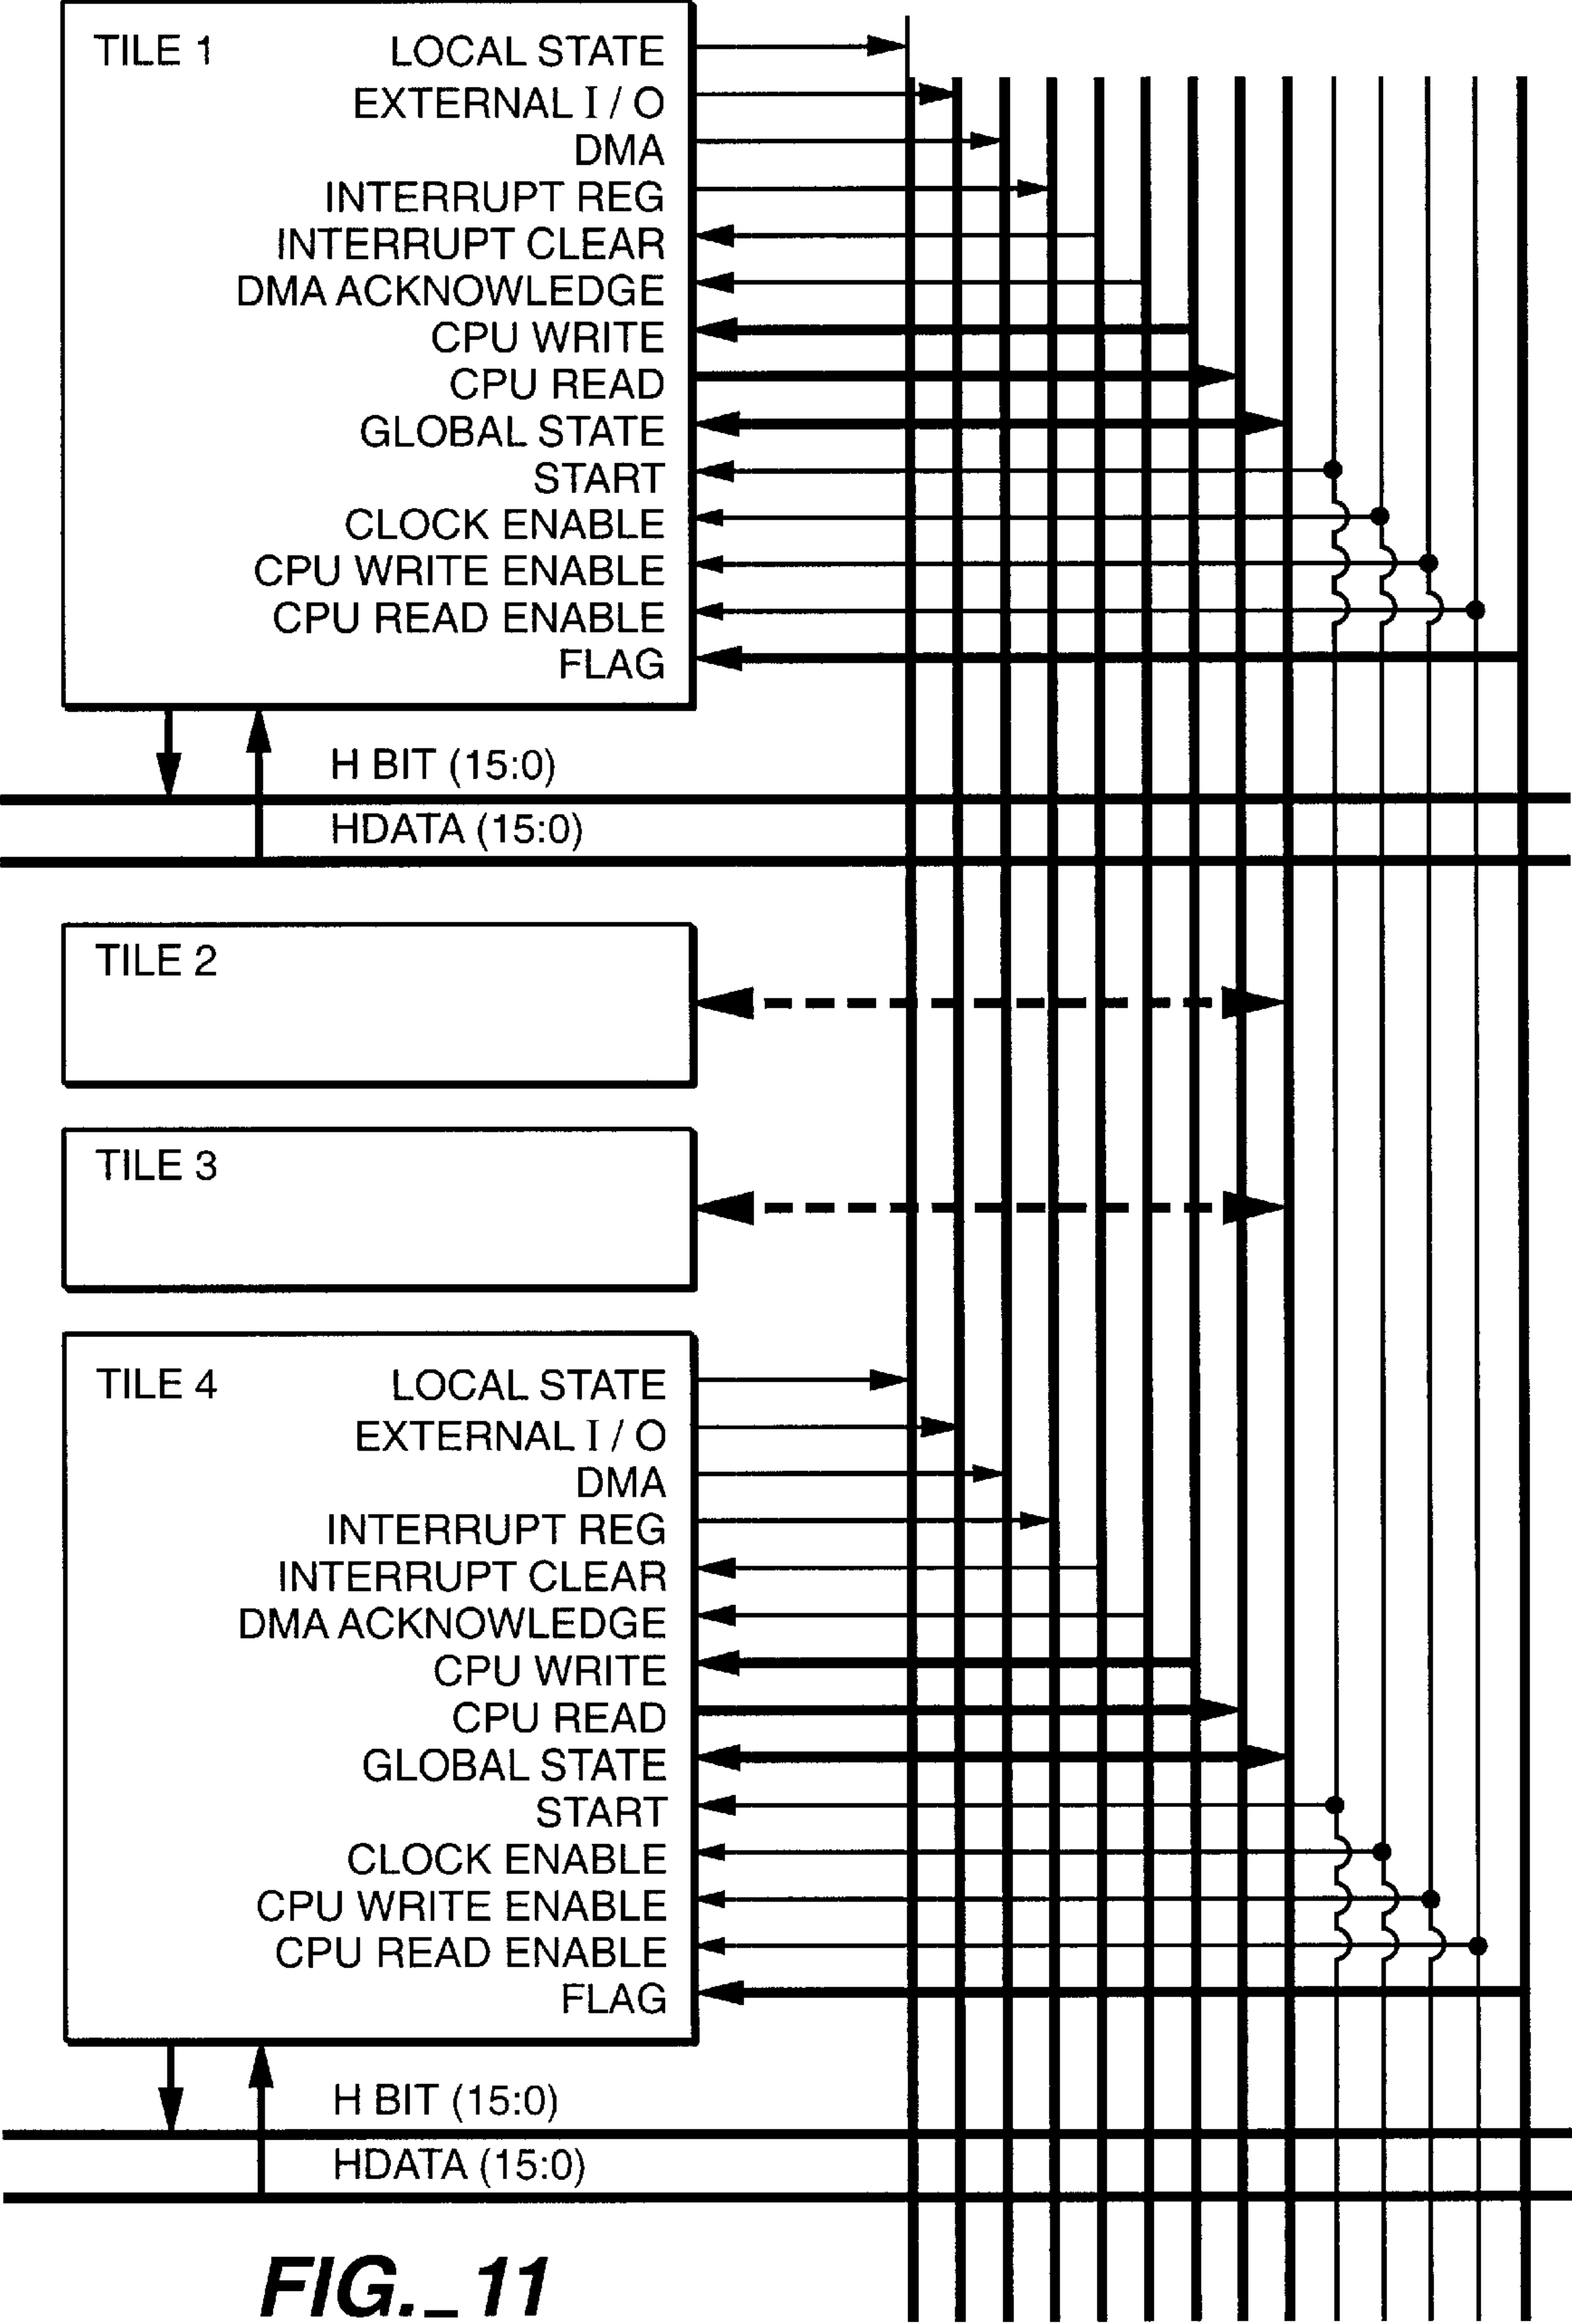 TILE 1
LOCAL STATE
EXTERNAL I / O
DMA
INTERRUPT REG
INTERRUPT CLEAR
DMA ACKNOWLEDGE
CPU WRITE
CPU READ
GLOBAL STATE
START
CLOCK ENABLE
CPU WRITE ENABLE
CPU READ ENABLE
FLAG
H BIT (15:0)
HDATA (15:0)
TILE 2
TILE 3
TILE 4
LOCAL STATE
EXTERNAL I / O
DMA
INTERRUPT REG
INTERRUPT CLEAR
DMA ACKNOWLEDGE
CPU WRITE
CPU READ
GLOBAL STATE
START
CLOCK ENABLE
CPU WRITE ENABLE
CPU READ ENABLE
FLAG
H BIT (15:0)
HDATA (15:0)
FIG._ 11